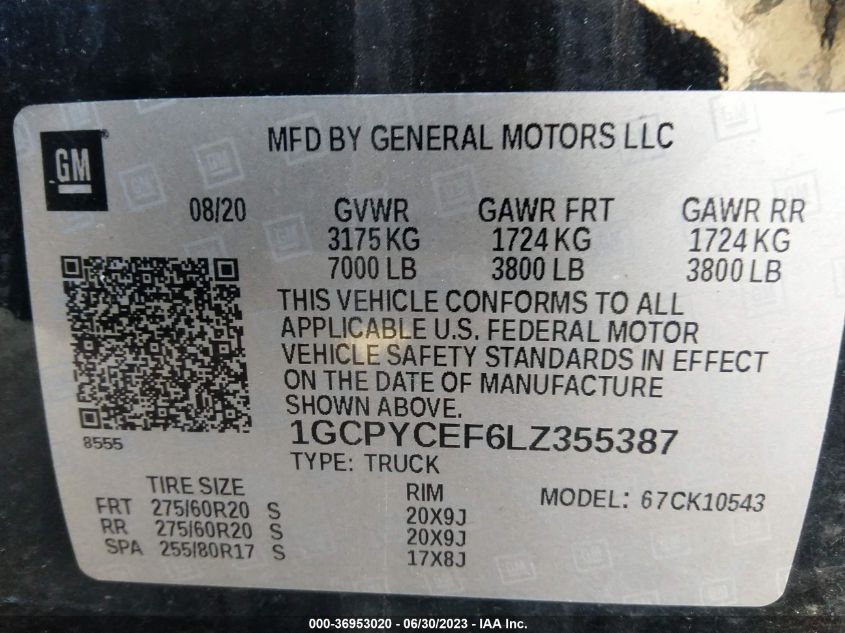 GM
MFD BY GENERAL MOTORS LLC
08/20 GVWR GAWR FRT GAWR RR
3175 KG 1724 KG 1724 KG
7000 LB 3800 LB 3800 LB
THIS VEHICLE CONFORMS TO ALL
APPLICABLE U.S. FEDERAL MOTOR
VEHICLE SAFETY STANDARDS IN EFFECT
ON THE DATE OF MANUFACTURE
SHOWN ABOVE.
8555
1GCPYCEF6LZ355387
TYPE: TRUCK
TIRE SIZE RIM MODEL: 67CK10543
FRT 275/60R20 S 20X9J
RR 275/60R20 S 20X9J
SPA 255/80R17 S 17X8J
000-36953020 - 06/30/2023 - © IAA Inc.